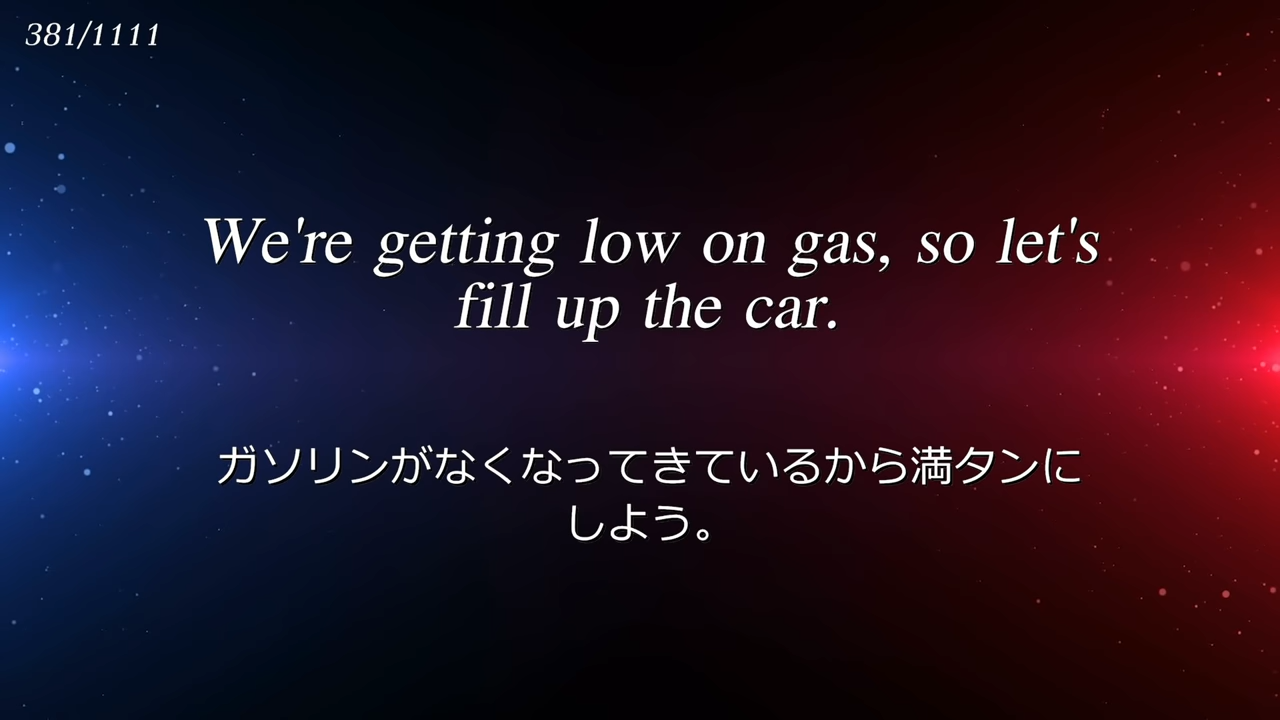 381/1111
We're getting low on gas, so let's
fill up the car.
ガソリンがなくなってきているから満タンに
しよう。